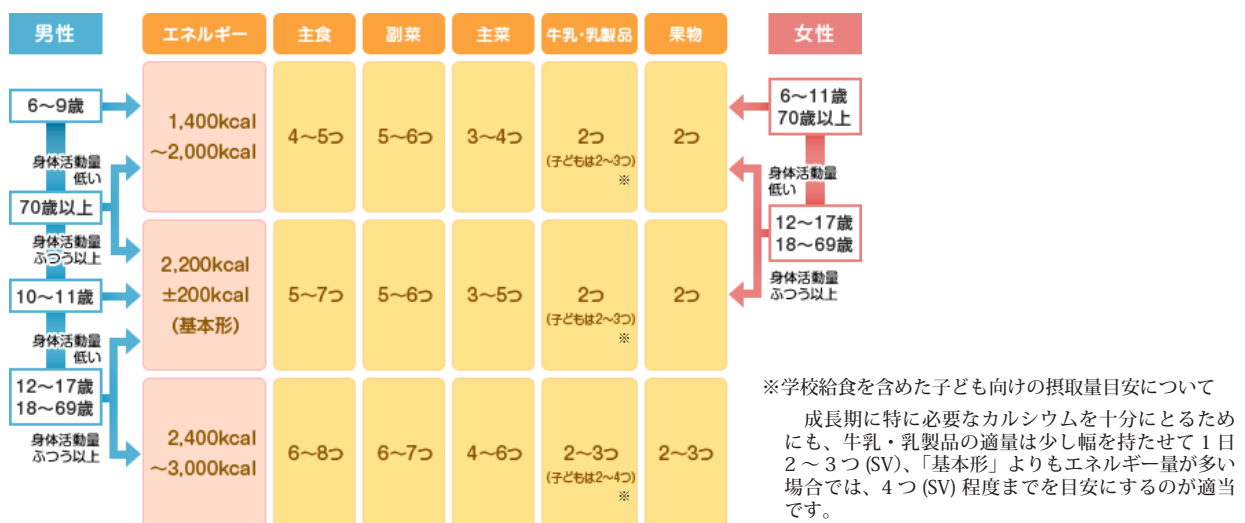 男性
エネルギー
主食
副菜
主菜
牛乳・乳製品
果物
女性
6〜9歳
身体活動量
低い
70歳以上
身体活動量
ふつう以上
10〜11歳
身体活動量
低い
12〜17歳
18〜69歳
身体活動量
ふつう以上
1,400kcal
〜2,000kcal
4〜5つ
5〜6つ
3〜4つ
2つ
(子どもは2〜3つ)
※
2つ
2,200kcal
±200kcal
(基本形)
5〜7つ
5〜6つ
3〜5つ
2つ
(子どもは2〜3つ)
※
2つ
2,400kcal
〜3,000kcal
6〜8つ
6〜7つ
4〜6つ
2〜3つ
(子どもは2〜4つ)
※
2〜3つ
6〜11歳
70歳以上
身体活動量
低い
12〜17歳
18〜69歳
身体活動量
ふつう以上
※学校給食を含めた子ども向けの摂取量目安について
成長期に特に必要なカルシウムを十分にとるため
にも、牛乳・乳製品の適量は少し幅を持たせて1日
2〜3つ(SV)、「基本形」よりもエネルギー量が多い
場合では、4つ(SV)程度までを目安にするのが適当
です。